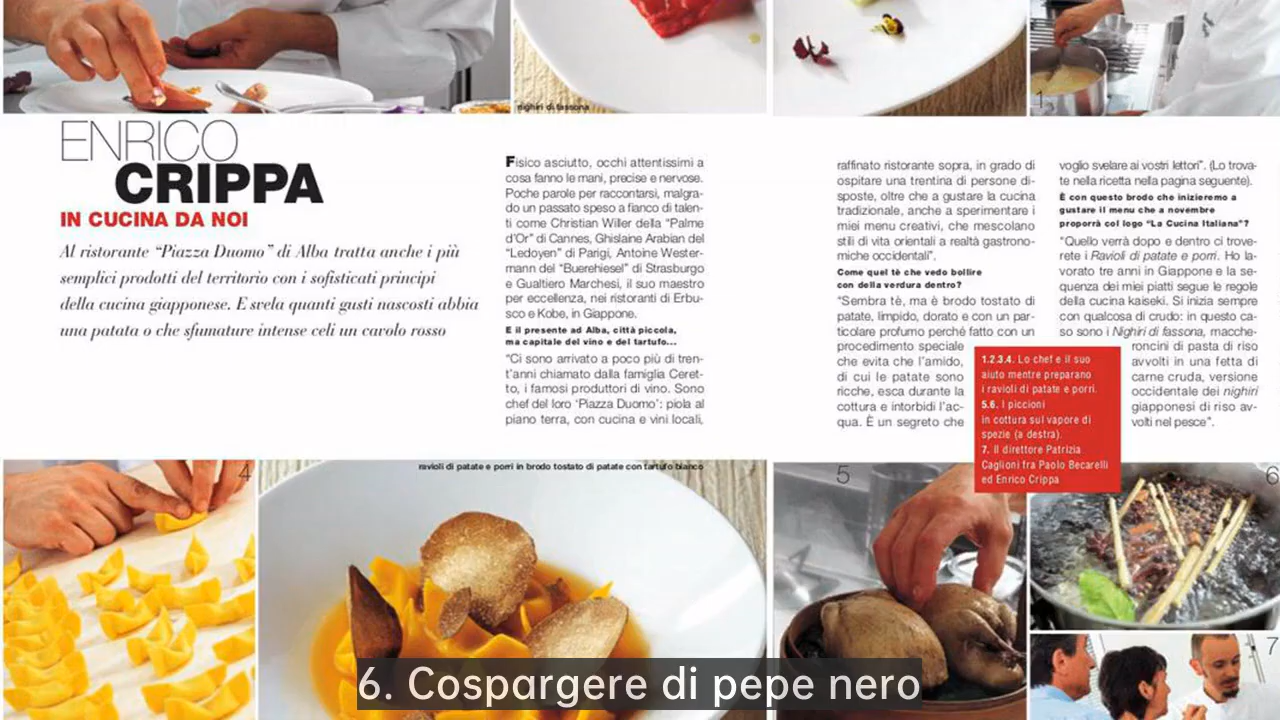 nighiri di fassona
1
ENRICO
CRIPPA
IN CUCINA DA NOI
Al ristorante “Piazza Duomo” di Alba tratta anche i più
semplici prodotti del territorio con i sofisticati principi
della cucina giapponese. E svela quanti gusti nascosti abbia
una patata o che sfumature intense celi un cavolo rosso
Fisico asciutto, occhi attentissimi a
cosa fanno le mani, precise e nervose.
Poche parole per raccontarsi, malgra-
do un passato speso a fianco di talen-
ti come Christian Willer della “Palme
d’Or” di Cannes, Ghislaine Arabian del
“Ledoyen” di Parigi, Antoine Wester-
mann del “Buerehiesel” di Strasburgo
e Gualtiero Marchesi, il suo maestro
per eccellenza, nei ristoranti di Erbu-
sco e Kobe, in Giappone.
E il presente ad Alba, città piccola,
ma capitale del vino e del tartufo...
“Ci sono arrivato a poco più di tren-
t’anni chiamato dalla famiglia Ceret-
to, i famosi produttori di vino. Sono
chef del loro ‘Piazza Duomo’: piola al
piano terra, con cucina e vini locali,
raffinato ristorante sopra, in grado di
ospitare una trentina di persone di-
sposte, oltre che a gustare la cucina
tradizionale, anche a sperimentare i
miei menu creativi, che mescolano
stili di vita orientali a realtà gastrono-
miche occidentali”.
Come quel tè che vedo bollire
con della verdura dentro?
“Sembra tè, ma è brodo tostato di
patate, limpido, dorato e con un par-
ticolare profumo perché fatto con un
procedimento speciale
che evita che l’amido,
di cui le patate sono
ricche, esca durante la
cottura e intorbidi l’ac-
qua. È un segreto che
voglio svelare ai vostri lettori”. (Lo trova-
te nella ricetta nella pagina seguente).
È con questo brodo che inizieremo a
gustare il menu che a novembre
proporrà col logo “La Cucina Italiana”?
“Quello verrà dopo e dentro ci trove-
rete i Ravioli di patate e porri. Ho la-
vorato tre anni in Giappone e la se-
quenza dei miei piatti segue le regole
della cucina kaiseki. Si inizia sempre
con qualcosa di crudo: in questo ca-
so sono i Nighiri di fassona, macche-
roncini di pasta di riso
avvolti in una fetta di
carne cruda, versione
occidentale dei nighiri
giapponesi di riso av-
volti nel pesce”.
1.2.3.4. Lo chef e il suo
aiuto mentre preparano
i ravioli di patate e porri.
5.6. I piccioni
in cottura sul vapore di
spezie (a destra).
7. Il direttore Patrizia
Caglioni fra Paolo Becarelli
ed Enrico Crippa
4
ravioli di patate e porri in brodo tostato di patate con tartufo bianco
5
6
7
6. Cospargere di pepe nero